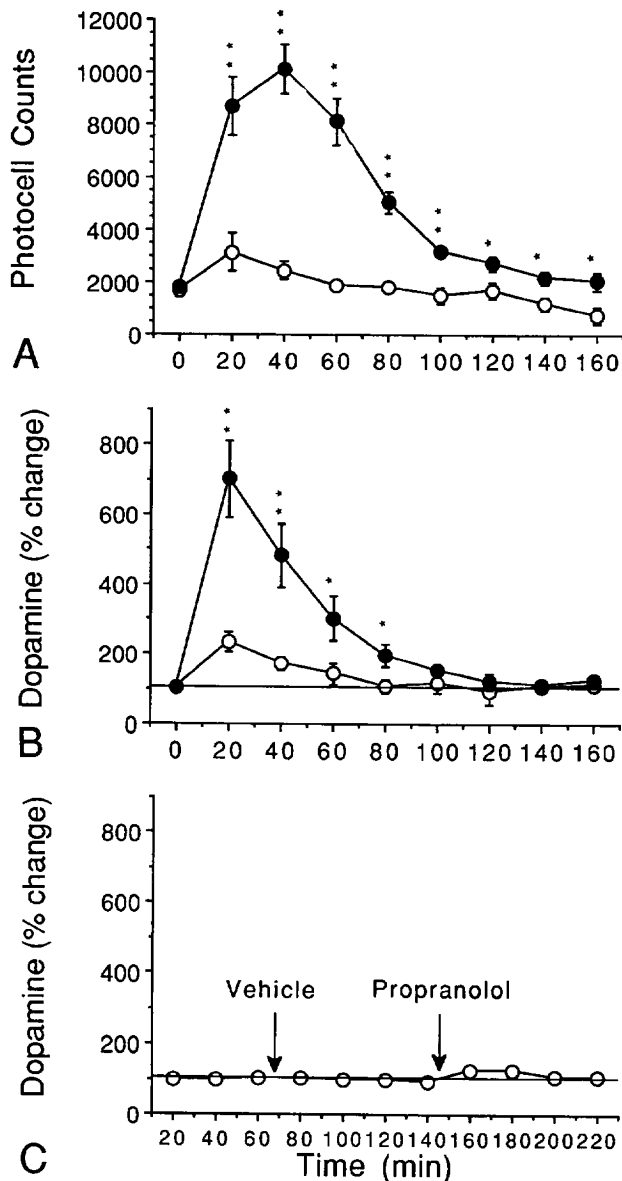 12000
10000
8000
6000
4000
2000
0
Photocell Counts
* *
* *
* *
* *
* *
*
*
*
0 20 40 60 80 100 120 140 160
A
800
600
400
200
0
Dopamine (% change)
* *
* *
*
*
0 20 40 60 80 100 120 140 160
B
800
600
400
200
0
Dopamine (% change)
Vehicle Propranolol
20 40 60 80 100 120 140 160 180 200 220
Time (min)
C